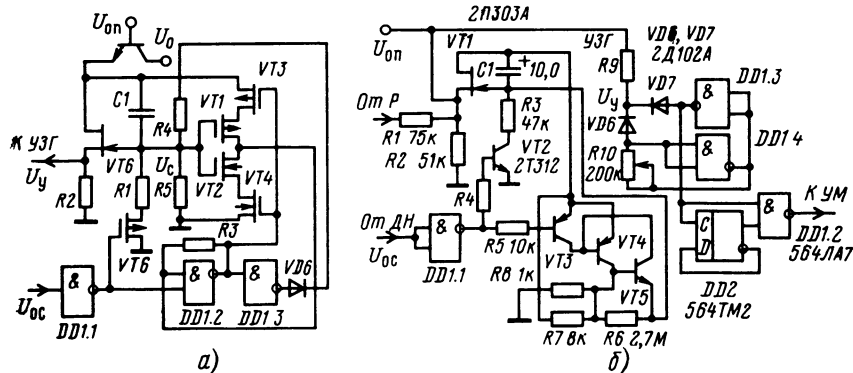 Uоп
U0
C1
R4
VT1
VT3
К УЗГ
Uу
VT6
R2
R1
Uс
R5
VT2
VT4
VT6
R3
VD6
Uос
&
DD1.1
&
DD1.2
&
DD1 3
а)
2П303А
Uоп
VT1
C1
+10,0
УЗГ
R9
VD6, VD7
2Д102А
VD7
&
DD1.3
От Р
R1 75к
R2 51к
R3
47к
VT2
2Т312
Uу
VD6
R10
200к
&
DD1 4
R4
От ДН
Uос
&
DD1.1
R5 10к
VT3
VT4
VT5
R8 1к
R7 8к
R6 2,7М
&
К УМ
DD1.2
564ЛА7
C
D
DD2
564ТМ2
б)